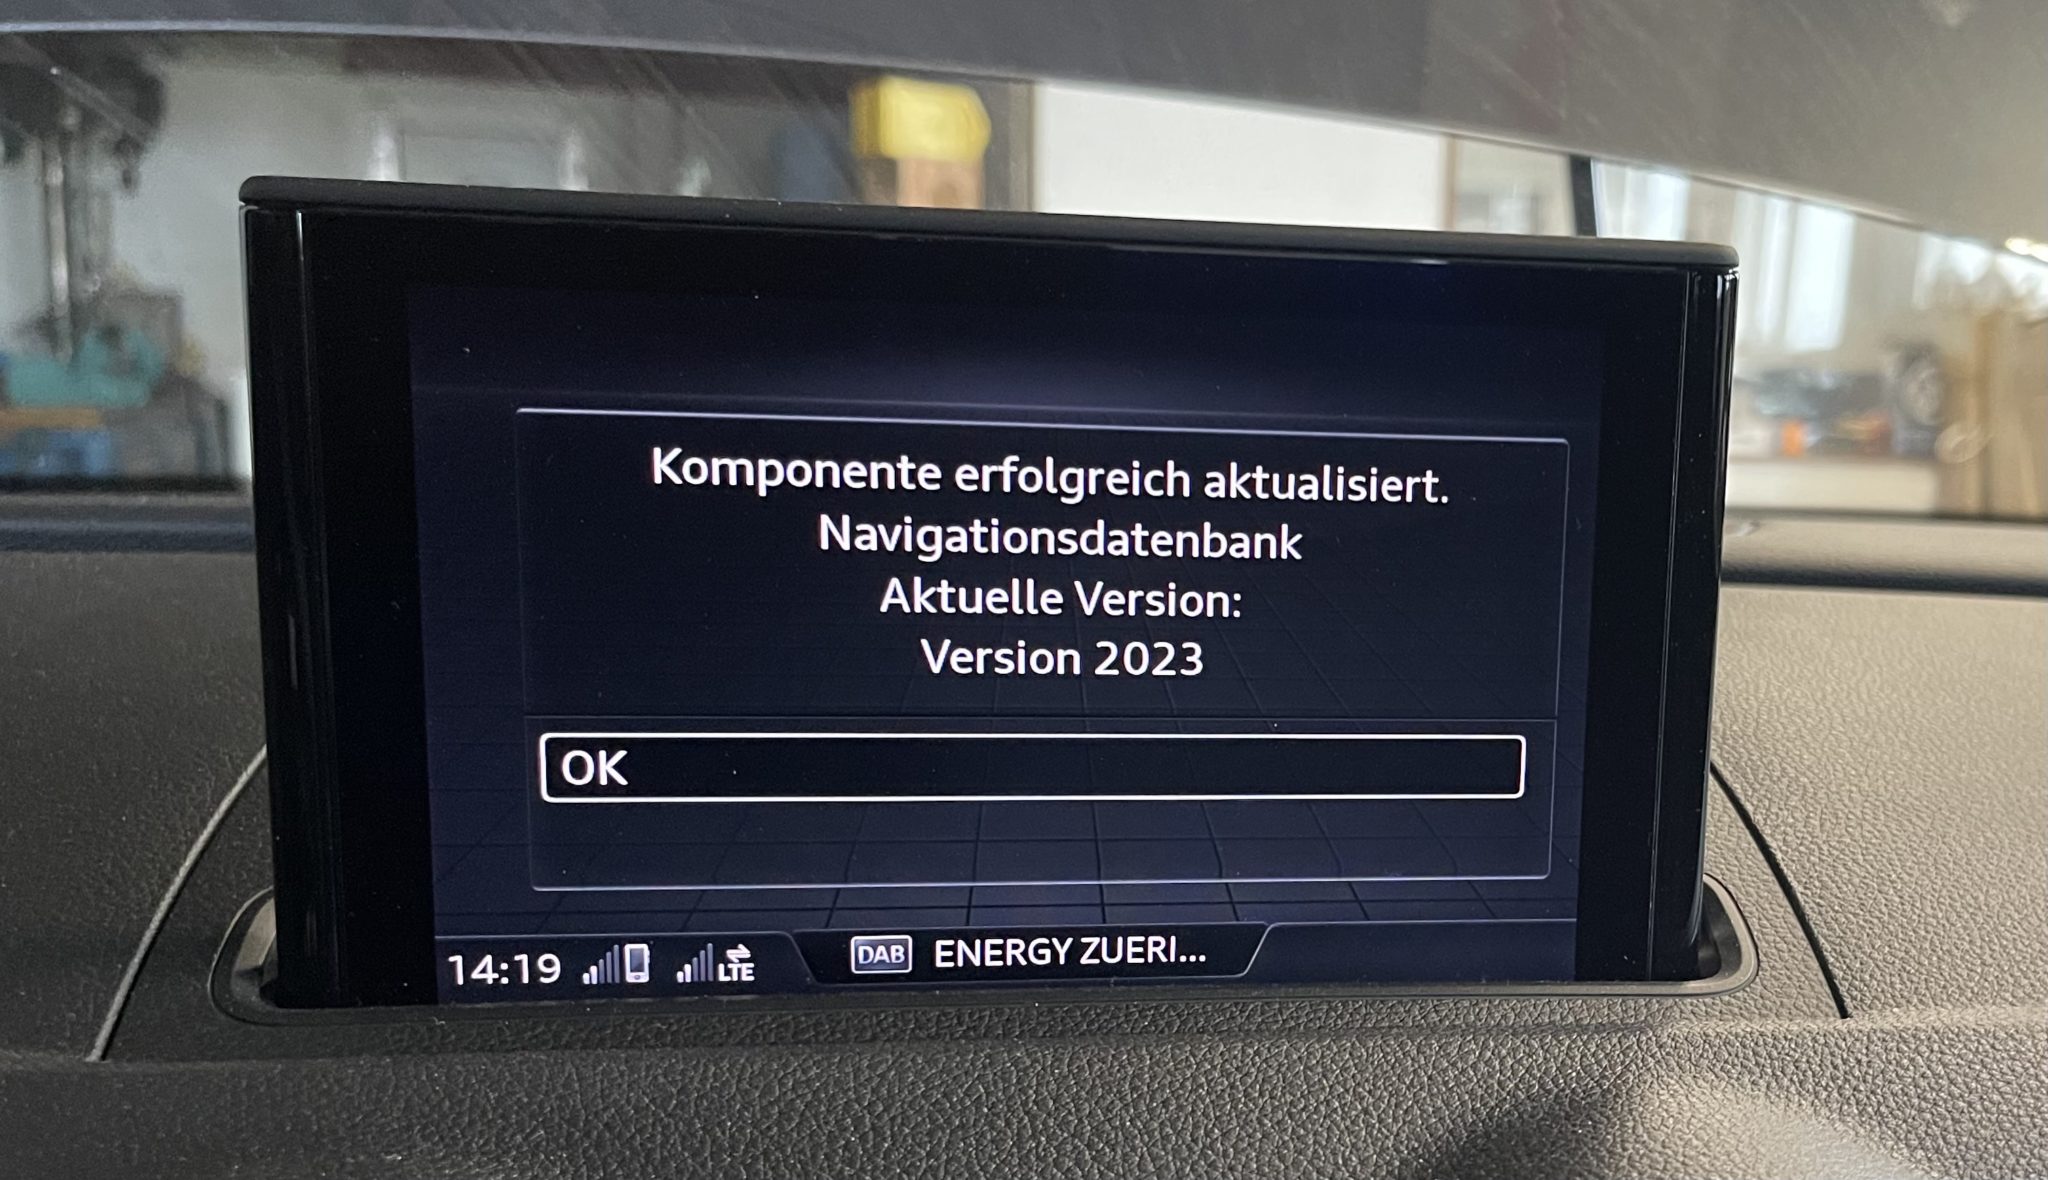 Komponente erfolgreich aktualisiert.
Navigationsdatenbank
Aktuelle Version:
Version 2023
OK
14:19 LTE DAB ENERGY ZUERI...